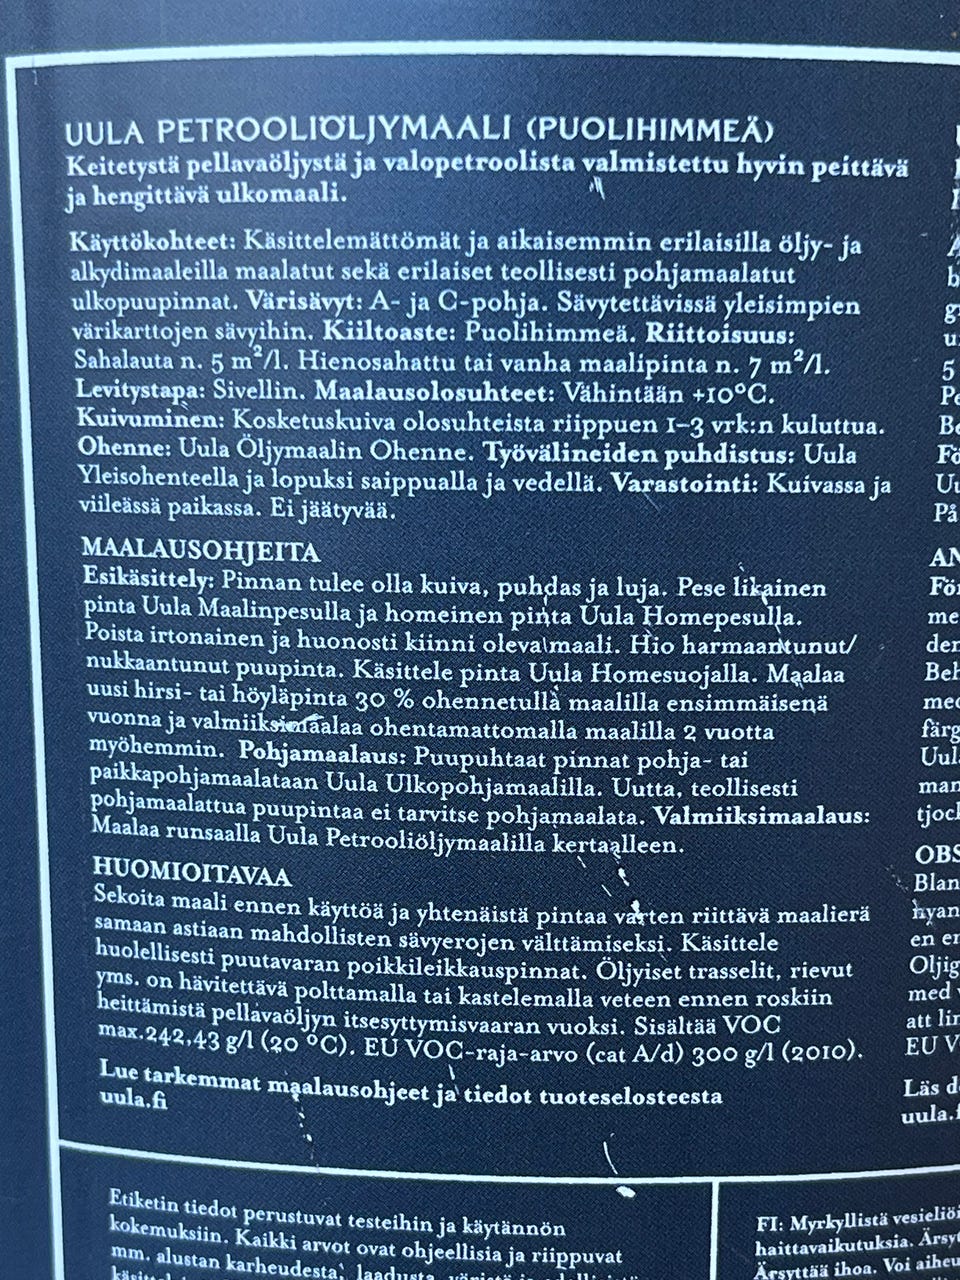 UULA PETROOLIÖLJYMAALI (PUOLIHIMMEÄ)
Keitetystä pellavaöljystä ja valopetroolista valmistettu hyvin peittävä
ja hengittävä ulkomaali.
Käyttökohteet: Käsittelemättömät ja aikaisemmin erilaisilla öljy- ja
alkydimaaleilla maalatut sekä erilaiset teollisesti pohjamaalatut
ulkopuupinnat. Värisävyt: A- ja C-pohja. Sävytettävissä yleisimpien
värikarttojen sävyihin. Kiiltoaste: Puolihimmeä. Riittoisuus:
Sahalauta n. 5 m²/l. Hienosahattu tai vanha maalipinta n. 7 m²/l.
Levitystapa: Sivellin. Maalausolosuhteet: Vähintään +10°C.
Kuivuminen: Kosketuskuiva olosuhteista riippuen 1–3 vrk:n kuluttua.
Ohenne: Uula Öljymaalin Ohenne. Työvälineiden puhdistus: Uula
Yleisohenteella ja lopuksi saippualla ja vedellä. Varastointi: Kuivassa ja
viileässä paikassa. Ei jäätyvää.
MAALAUSOHJEITA
Esikäsittely: Pinnan tulee olla kuiva, puhdas ja luja. Pese likainen
pinta Uula Maalinpesulla ja homeinen pinta Uula Homepesulla.
Poista irtonainen ja huonosti kiinni oleva maali. Hio harmaantunut/
nukkaantunut puupinta. Käsittele pinta Uula Homesuojalla. Maalaa
uusi hirsi- tai höyläpinta 30 % ohennetulla maalilla ensimmäisenä
vuonna ja valmiiksimaalaa ohentamattomalla maalilla 2 vuotta
myöhemmin. Pohjamaalaus: Puupuhtaat pinnat pohja- tai
paikkapohjamaalataan Uula Ulkopohjamaalilla. Uutta, teollisesti
pohjamaalattua puupintaa ei tarvitse pohjamaalata. Valmiiksimaalaus:
Maalaa runsaalla Uula Petrooliöljymaalilla kertaalleen.
HUOMIOITAVAA
Sekoita maali ennen käyttöä ja yhtenäistä pintaa varten riittävä maalierä
samaan astiaan mahdollisten sävyerojen välttämiseksi. Käsittele
huolellisesti puutavaran poikkileikkauspinnat. Öljyiset trasselit, rievut
yms. on hävitettävä polttamalla tai kastelemalla veteen ennen roskiin
heittämistä pellavaöljyn itsesyttymisvaaran vuoksi. Sisältää VOC
max.242,43 g/l (20 °C). EU VOC-raja-arvo (cat A/d) 300 g/l (2010).
Lue tarkemmat maalausohjeet ja tiedot tuoteselosteesta
uula.fi
Etiketin tiedot perustuvat testeihin ja käytännön
kokemuksiin. Kaikki arvot ovat ohjeellisia ja riippuvat
mm. alustan karheudesta, laadusta,
FI: Myrkyllistä
haittavaikutuksia.
Ärsyttää ihoa. Voi
5
På
OBS
med
att
EU
Läs
uula.